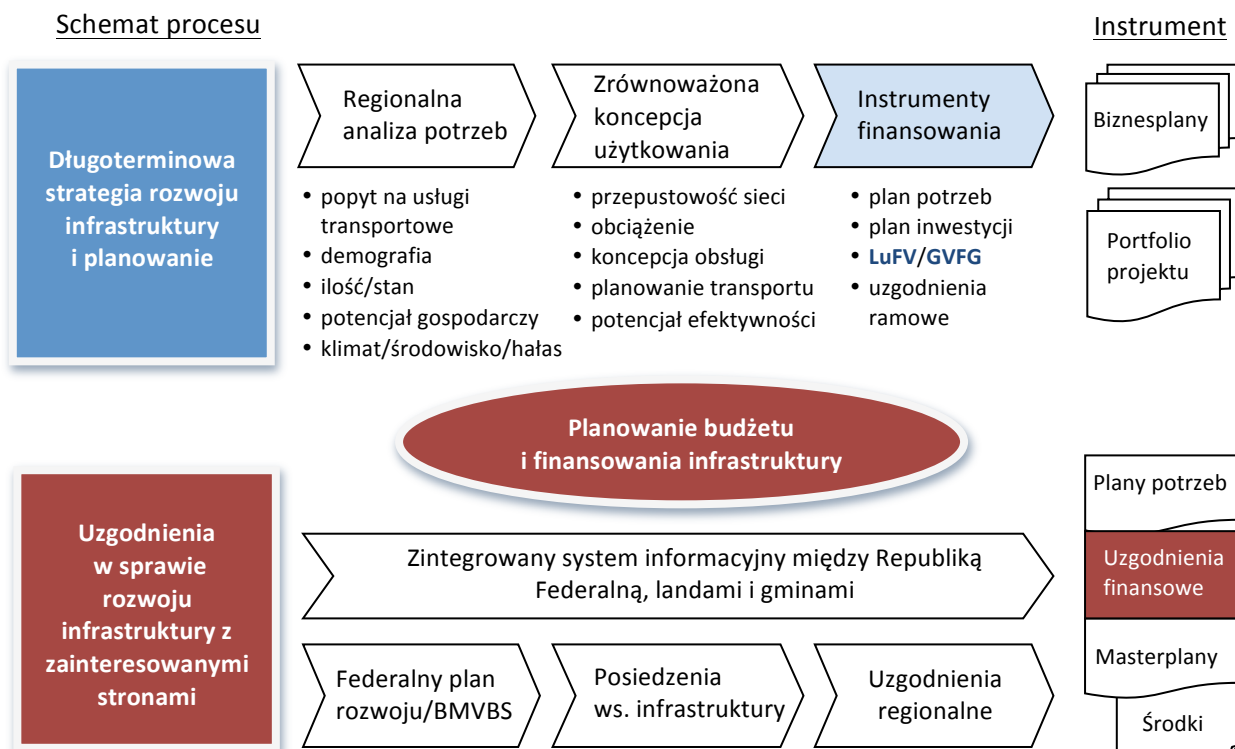 Schemat procesu
Instrument
Długoterminowa
strategia rozwoju
infrastruktury
i planowanie
Regionalna
analiza potrzeb
• popyt na usługi
transportowe
• demografia
• ilość/stan
• potencjał gospodarczy
• klimat/środowisko/hałas
Zrównoważona
koncepcja
użytkowania
• przepustowość sieci
• obciążenie
• koncepcja obsługi
• planowanie transportu
• potencjał efektywności
Instrumenty
finansowania
• plan potrzeb
• plan inwestycji
• LuFV/GVFG
• uzgodnienia
ramowe
Biznesplany
Portfolio
projektu
Planowanie budżetu
i finansowania infrastruktury
Uzgodnienia
w sprawie
rozwoju
infrastruktury z
zainteresowanymi
stronami
Zintegrowany system informacyjny między Republiką
Federalną, landami i gminami
Federalny plan
rozwoju/BMVBS
Posiedzenia
ws. infrastruktury
Uzgodnienia
regionalne
Plany potrzeb
Uzgodnienia
finansowe
Masterplany
Środki